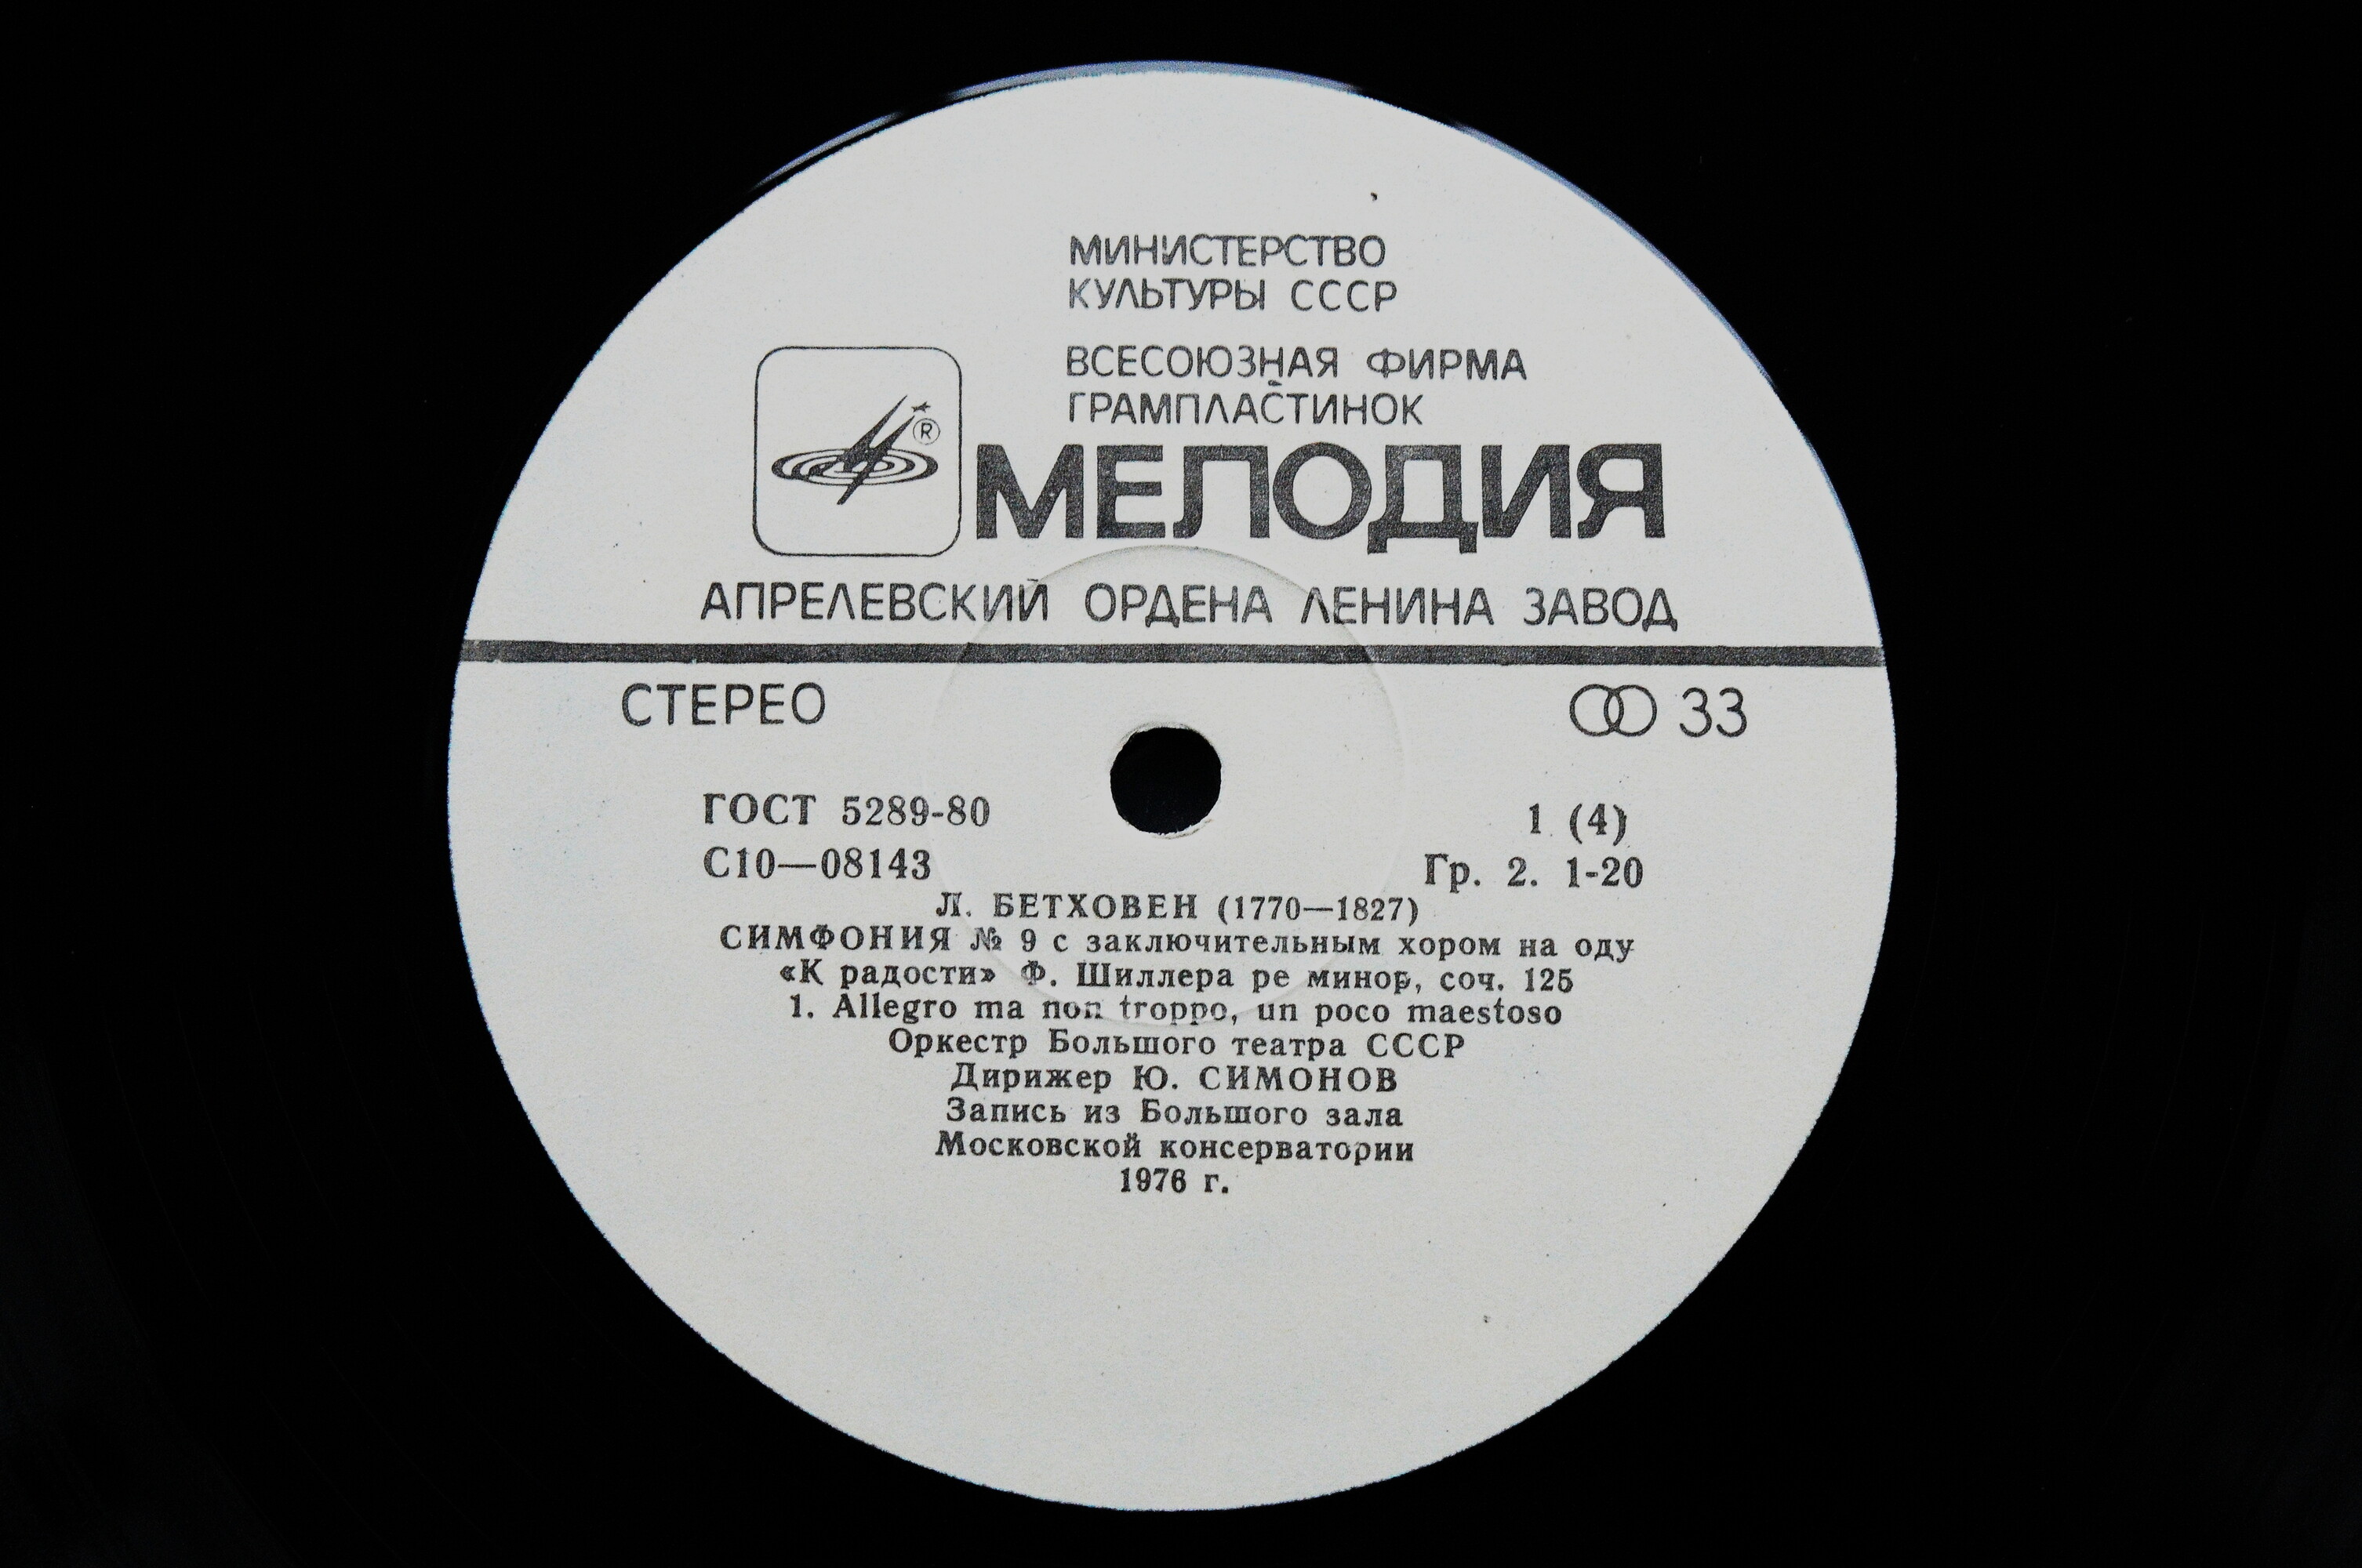 МИНИСТЕРСТВО
КУЛЬТУРЫ СССР
ВСЕСОЮЗНАЯ ФИРМА
ГРАМПЛАСТИНОК
®
МЕЛОДИЯ
АПРЕЛЕВСКИЙ ОРДЕНА ЛЕНИНА ЗАВОД
СТЕРЕО 33
ГОСТ 5289-80 1 (4)
С10—08143 Гр. 2. 1-20
Л. БЕТХОВЕН (1770—1827)
СИМФОНИЯ № 9 с заключительным хором на оду
«К радости» Ф. Шиллера ре минор, соч. 125
1. Allegro ma non troppo, un poco maestoso
Оркестр Большого театра СССР
Дирижер Ю. СИМОНОВ
Запись из Большого зала
Московской консерватории
1976 г.